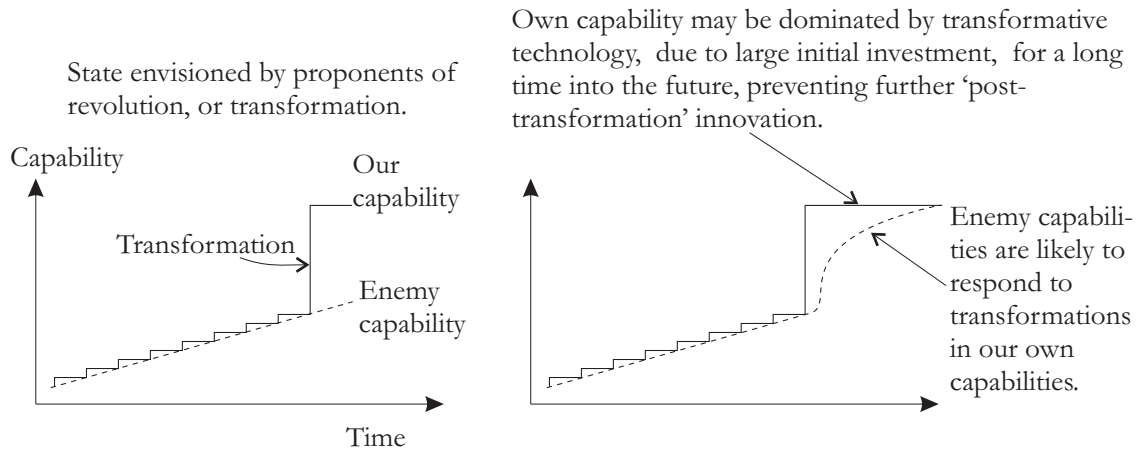 State envisioned by proponents of
revolution, or transformation.
Capability
Our
capability
Transformation
Enemy
capability
Time
Own capability may be dominated by transformative
technology,  due to large initial investment,  for a long
time into the future, preventing further ‘post-
transformation’ innovation.
Enemy capabili-
ties are likely to
respond to
transformations
in our own
capabilities.